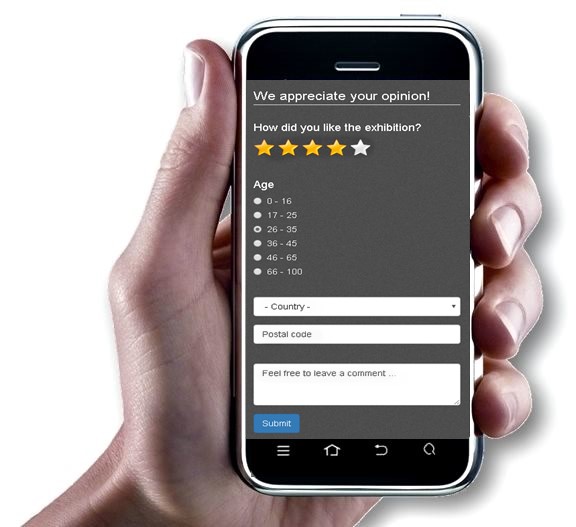 We appreciate your opinion!
How did you like the exhibition?
Age
0 - 16
17 - 25
26 - 35
36 - 45
46 - 65
66 - 100
- Country -
Postal code
Feel free to leave a comment ...
Submit